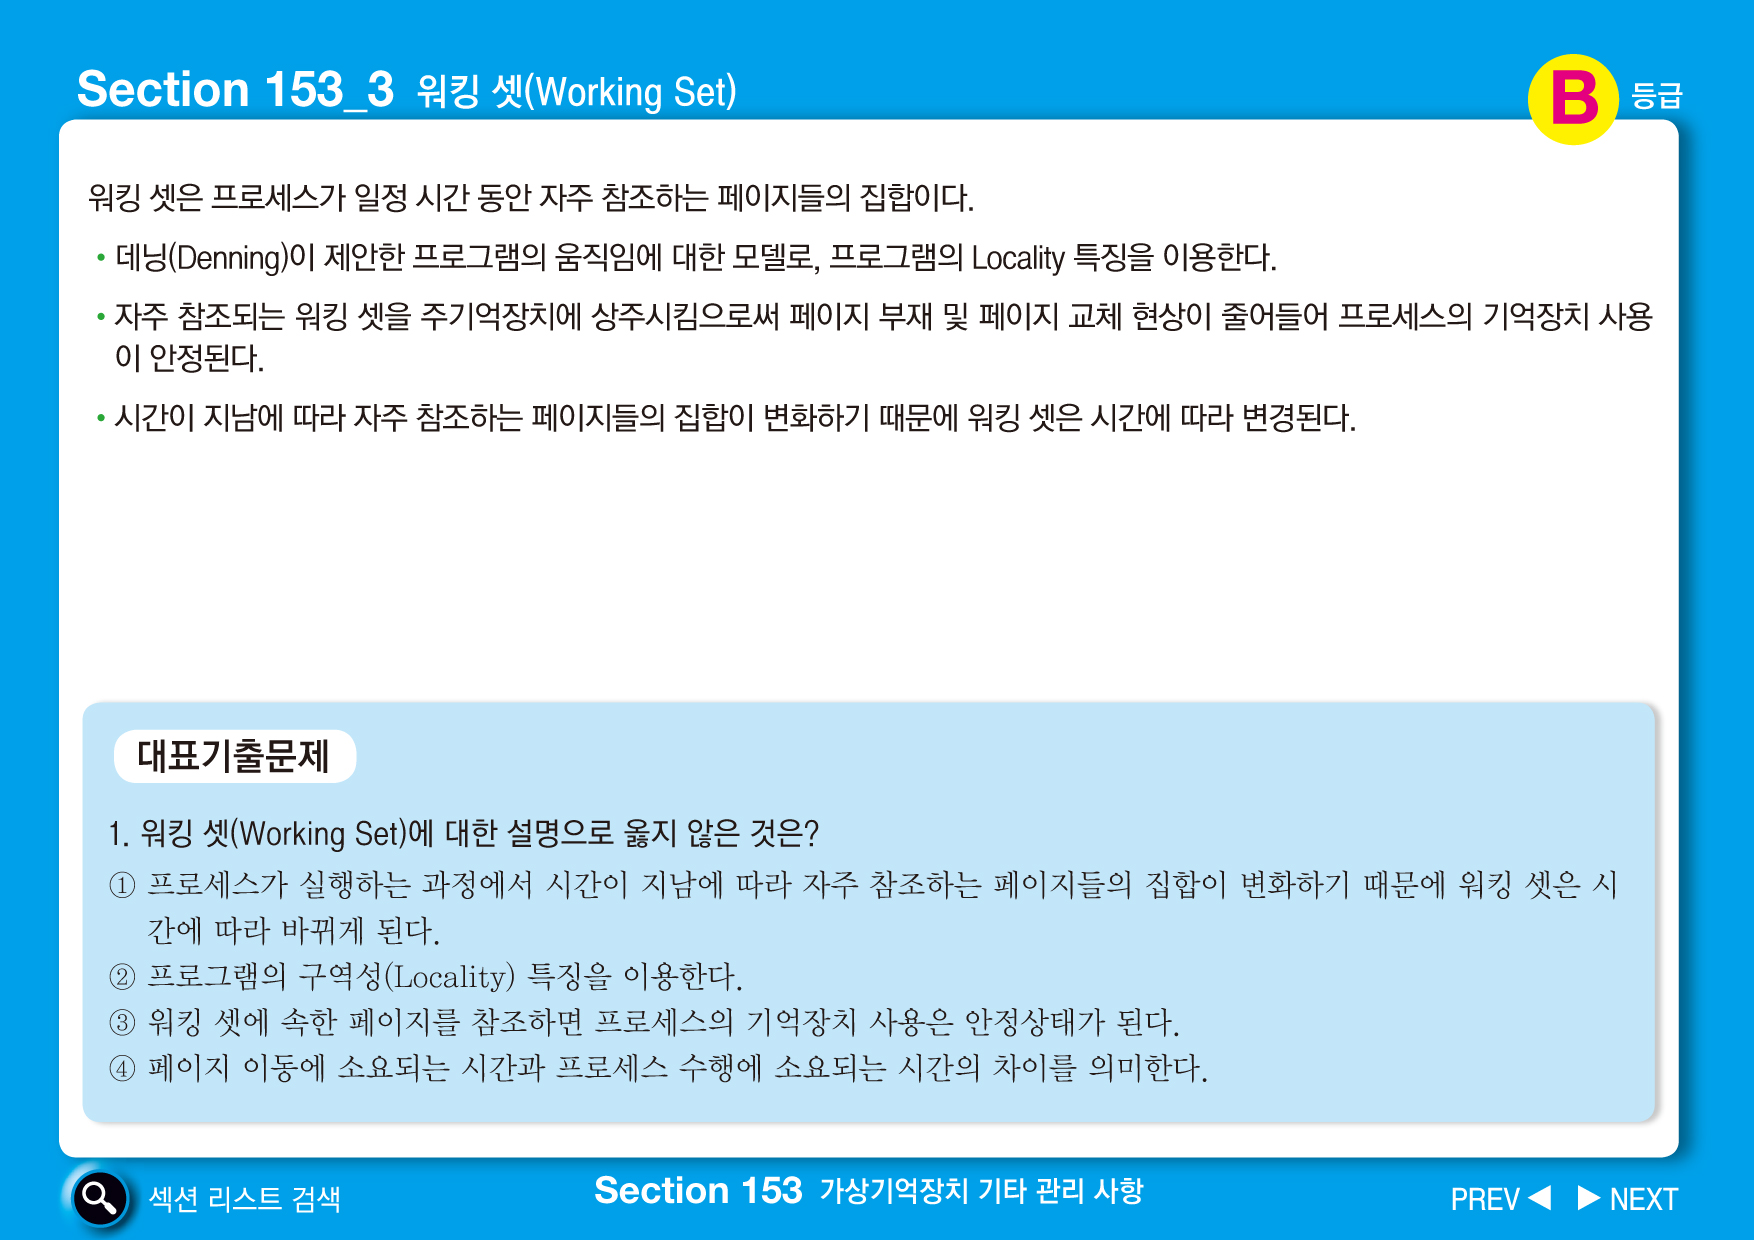 Section 153_3 워킹 셋(Working Set)
B 등급
워킹 셋은 프로세스가 일정 시간 동안 자주 참조하는 페이지들의 집합이다.
• 데닝(Denning)이 제안한 프로그램의 움직임에 대한 모델로, 프로그램의 Locality 특징을 이용한다.
• 자주 참조되는 워킹 셋을 주기억장치에 상주시킴으로써 페이지 부재 및 페이지 교체 현상이 줄어들어 프로세스의 기억장치 사용
이 안정된다.
• 시간이 지남에 따라 자주 참조하는 페이지들의 집합이 변화하기 때문에 워킹 셋은 시간에 따라 변경된다.
대표기출문제
1. 워킹 셋(Working Set)에 대한 설명으로 옳지 않은 것은?
① 프로세스가 실행하는 과정에서 시간이 지남에 따라 자주 참조하는 페이지들의 집합이 변화하기 때문에 워킹 셋은 시
간에 따라 바뀌게 된다.
② 프로그램의 구역성(Locality) 특징을 이용한다.
③ 워킹 셋에 속한 페이지를 참조하면 프로세스의 기억장치 사용은 안정상태가 된다.
④ 페이지 이동에 소요되는 시간과 프로세스 수행에 소요되는 시간의 차이를 의미한다.
섹션 리스트 검색
Section 153 가상기억장치 기타 관리 사항
PREV ◀ ▶ NEXT